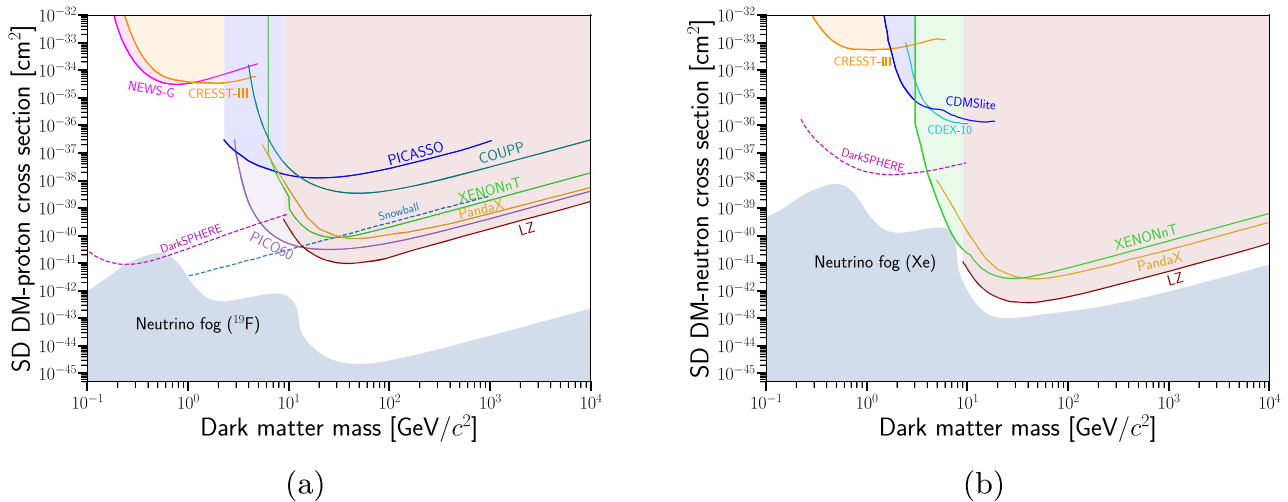 SD DM-proton cross section [cm²]
10⁻³²
10⁻³³
10⁻³⁴
10⁻³⁵
10⁻³⁶
10⁻³⁷
10⁻³⁸
10⁻³⁹
10⁻⁴⁰
10⁻⁴¹
10⁻⁴²
10⁻⁴³
10⁻⁴⁴
10⁻⁴⁵
NEWS-G
CRESST-III
PICASSO
COUPP
XENONnT
PandaX
Snowball
LZ
DarkSPHERE
PICO60
Neutrino fog (¹⁹F)
10⁻¹ 10⁰ 10¹ 10² 10³ 10⁴
Dark matter mass [GeV/c²]
(a)
SD DM-neutron cross section [cm²]
10⁻³²
10⁻³³
10⁻³⁴
10⁻³⁵
10⁻³⁶
10⁻³⁷
10⁻³⁸
10⁻³⁹
10⁻⁴⁰
10⁻⁴¹
10⁻⁴²
10⁻⁴³
10⁻⁴⁴
10⁻⁴⁵
CRESST-III
CDMSlite
CDEX-10
DarkSPHERE
XENONnT
PandaX
LZ
Neutrino fog (Xe)
10⁻¹ 10⁰ 10¹ 10² 10³ 10⁴
Dark matter mass [GeV/c²]
(b)